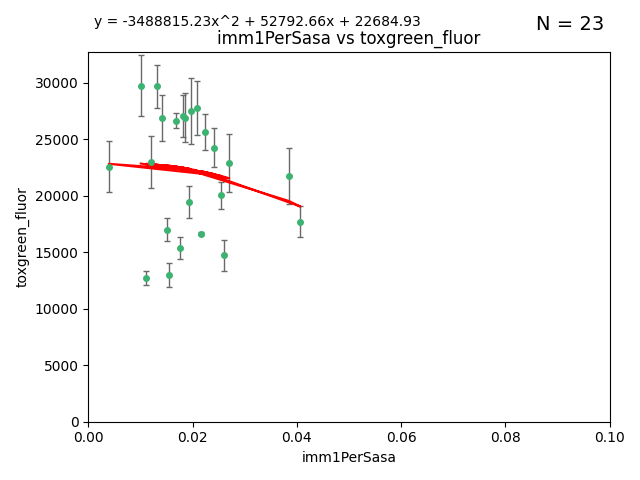 y = -3488815.23x^2 + 52792.66x + 22684.93
N = 23
imm1PerSasa vs toxgreen_fluor
30000
25000
20000
15000
10000
5000
0
toxgreen_fluor
0.00
0.02
0.04
0.06
0.08
0.10
imm1PerSasa